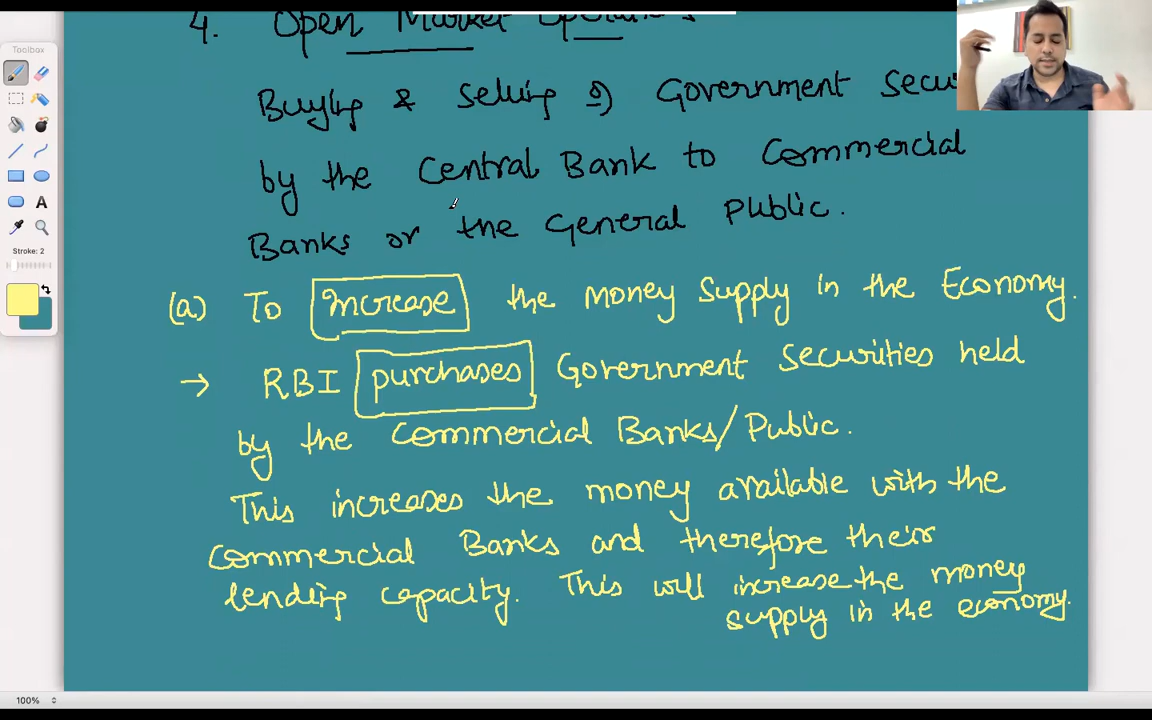 4. Open Market Operations
Toolbox
Buying & selling of Government Secu
by the Central Bank to Commercial
Banks or the General Public.
Stroke: 2
(a) To Increase the money Supply in the Economy.
→ RBI purchases Government Securities held
by the Commercial Banks/Public.
This increases the money available with the
Commercial Banks and therefore their
lending capacity. This will increase the money
supply in the economy.
100%